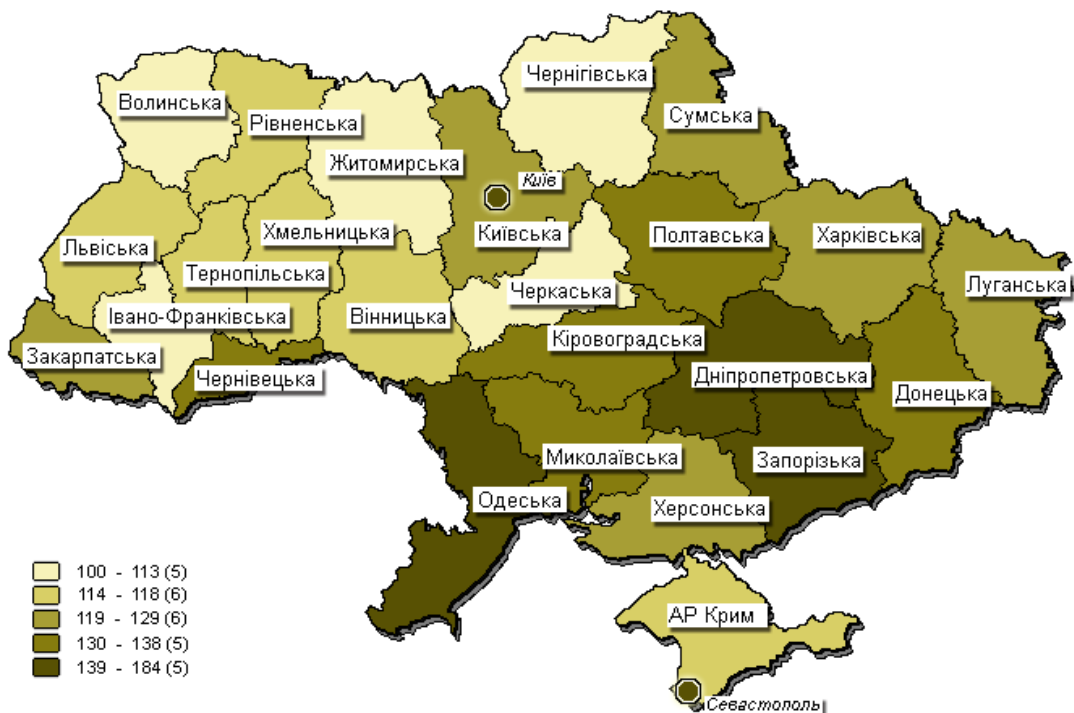 Чернігівська
Волинська
Сумська
Рівненська
Житомирська
Київ
Хмельницька
Київська
Полтавська
Харківська
Львіська
Тернопільська
Луганська
Черкаська
Івано-Франківська
Вінницька
Кіровоградська
Закарпатська
Чернівецька
Дніпропетровська
Донецька
Миколаївська
Запорізька
Одеська
Херсонська
АР Крим
Севастополь
100 - 113 (5)
114 - 118 (6)
119 - 129 (6)
130 - 138 (5)
139 - 184 (5)